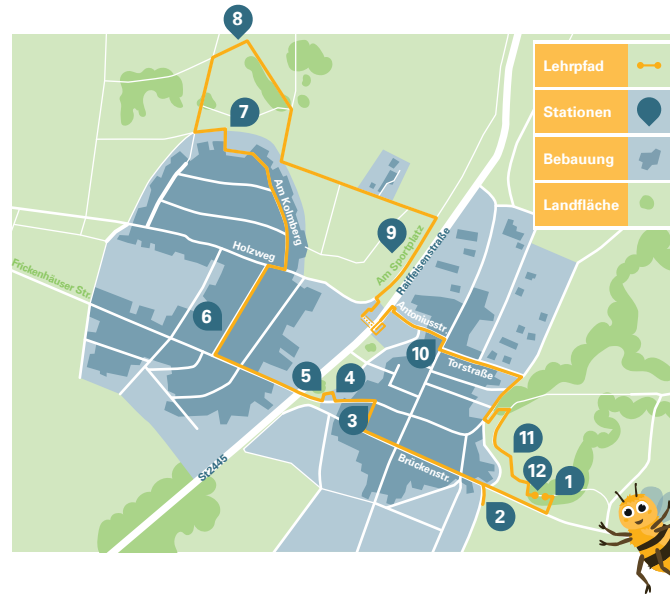 8
7
Lehrpfad
Stationen
Bebauung
Landfläche
Am Kolmberg
Holzweg
9
Am Sportplatz
Raiffeisenstraße
Frickenhäuser Str.
6
Antoniusstr.
10
Torstraße
5
4
3
St2445
Brückenstr.
11
12
1
2